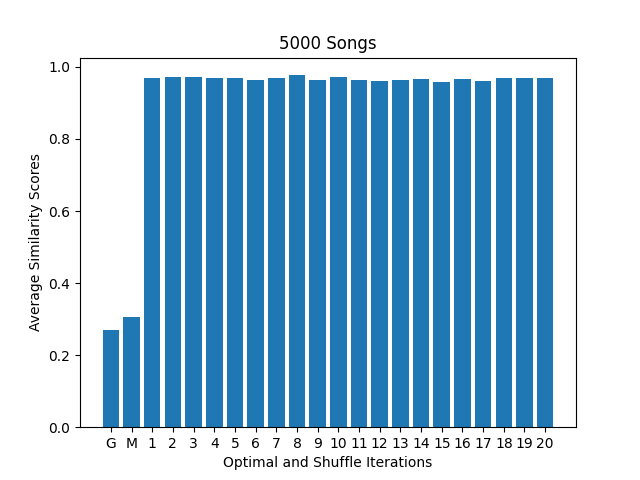 5000 Songs
Average Similarity Scores
1.0
0.8
0.6
0.4
0.2
0.0
G M 1 2 3 4 5 6 7 8 9 10 11 12 13 14 15 16 17 18 19 20
Optimal and Shuffle Iterations